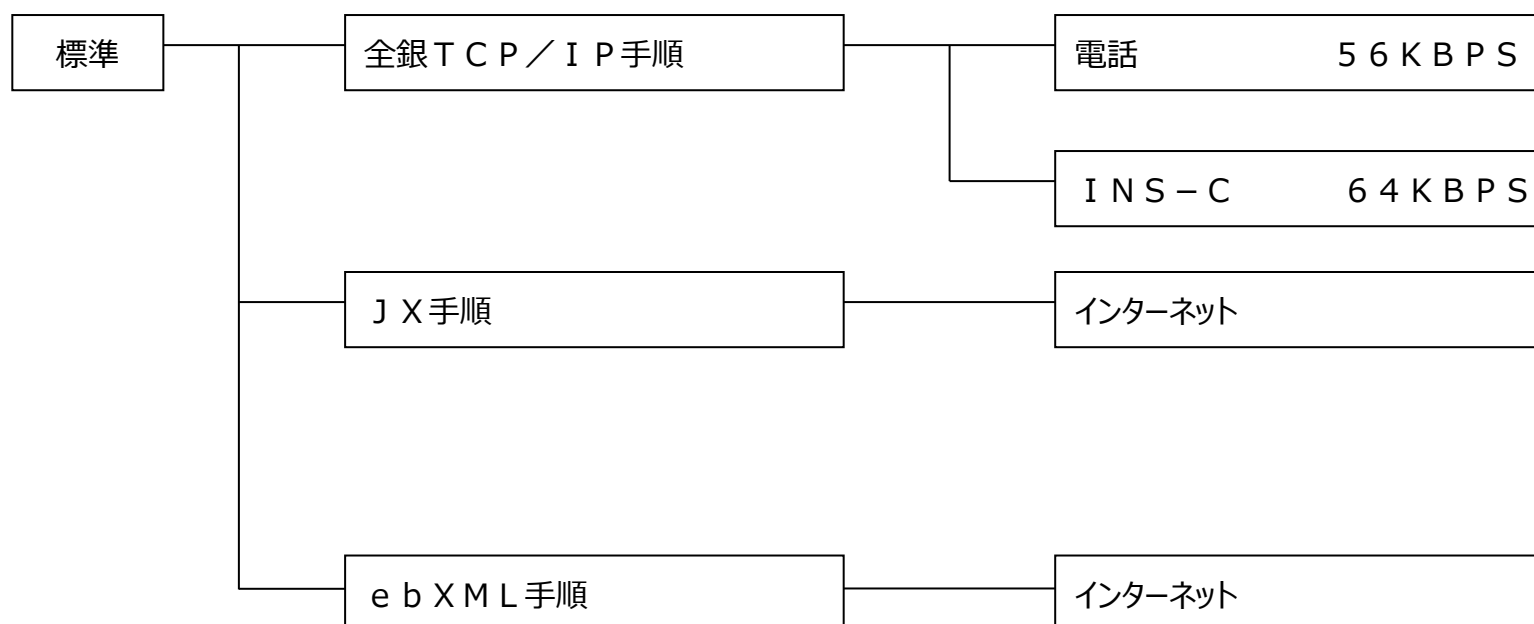 標準
全銀ＴＣＰ／ＩＰ手順
電話 ５６ＫＢＰＳ
ＩＮＳ－Ｃ ６４ＫＢＰＳ
ＪＸ手順
インターネット
ｅｂＸＭＬ手順
インターネット